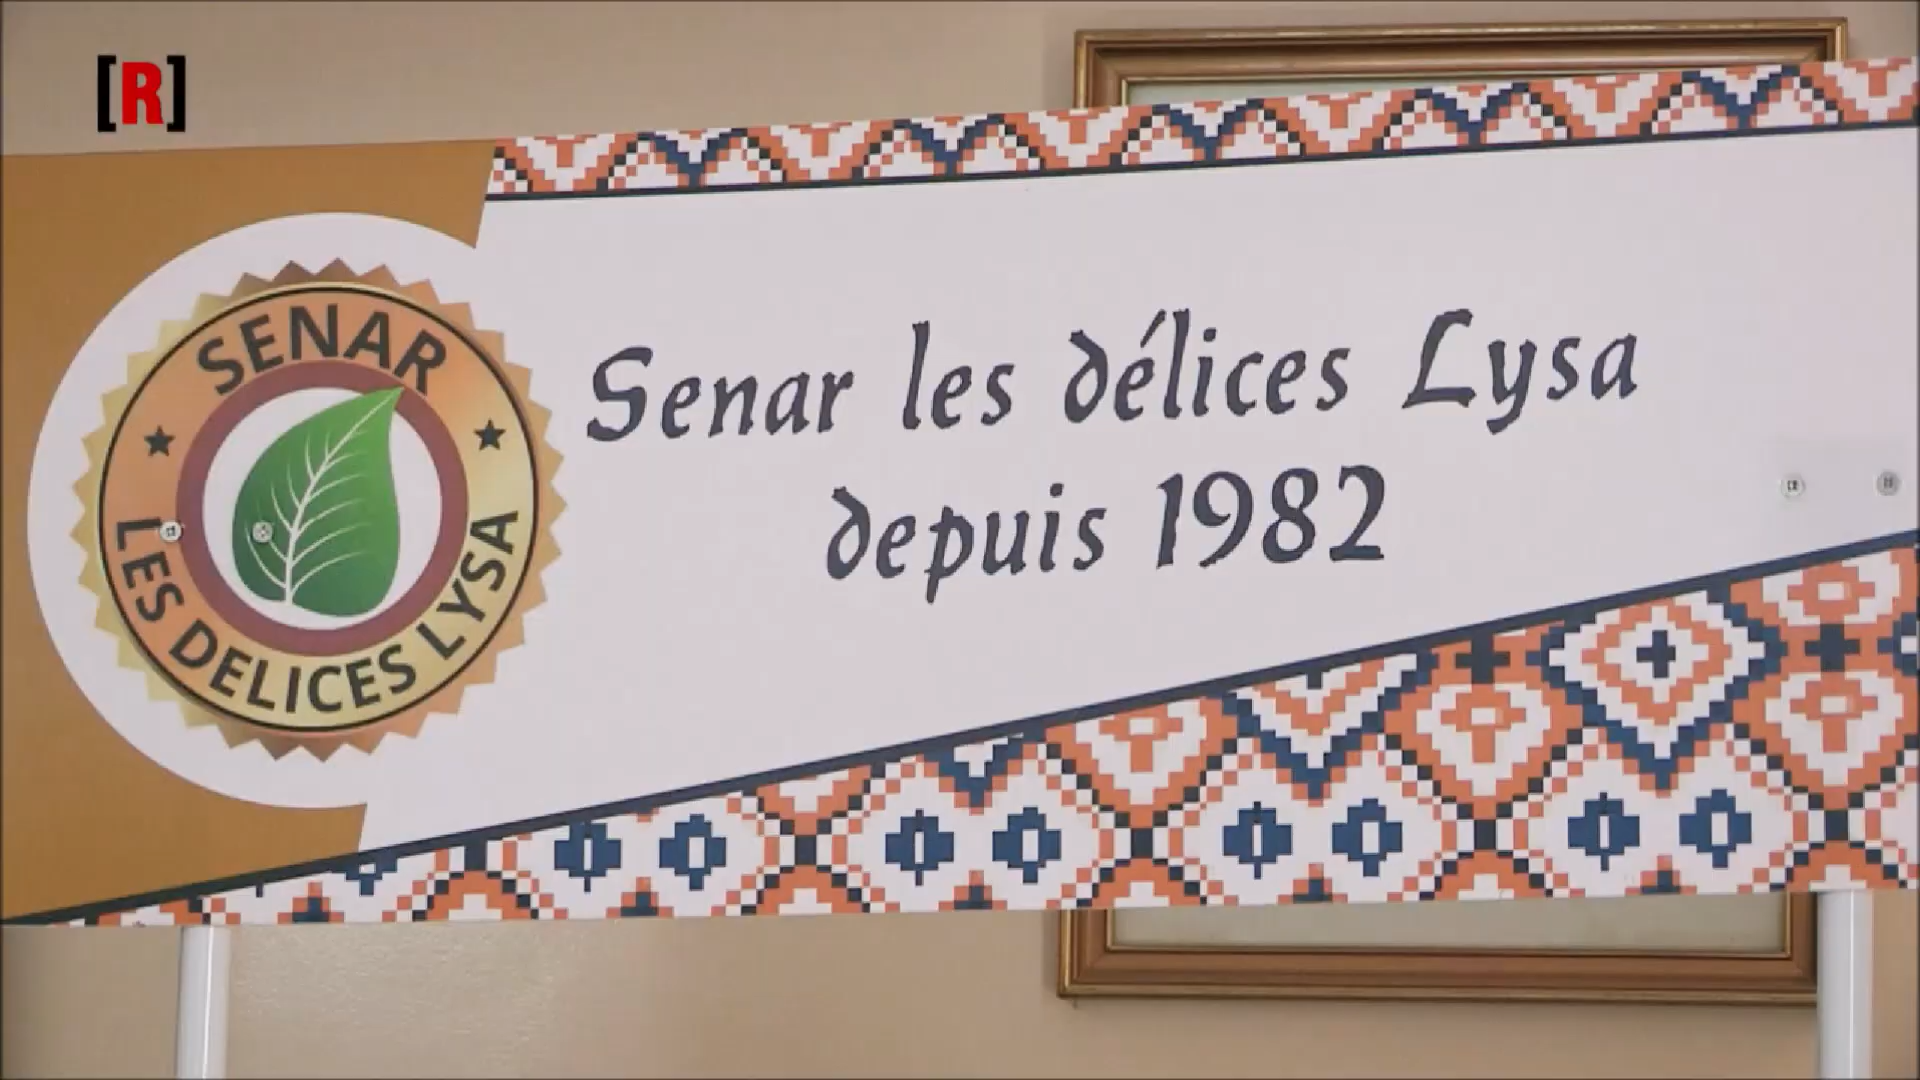 [R]
SENAR
LES DELICES LYSA
Senar les délices Lysa
depuis 1982